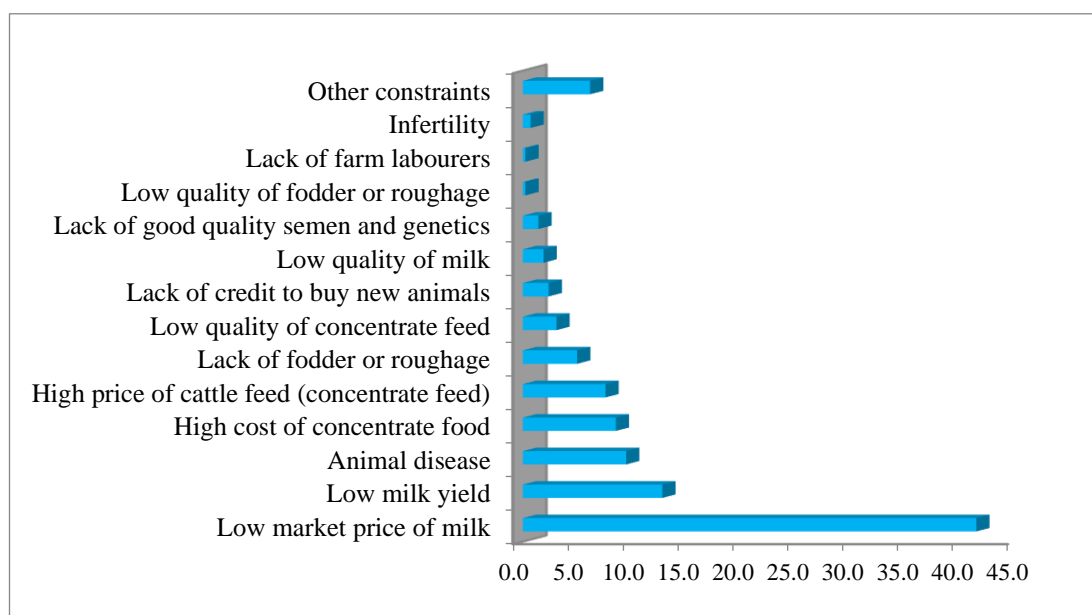 Other constraints
Infertility
Lack of farm labourers
Low quality of fodder or roughage
Lack of good quality semen and genetics
Low quality of milk
Lack of credit to buy new animals
Low quality of concentrate feed
Lack of fodder or roughage
High price of cattle feed (concentrate feed)
High cost of concentrate food
Animal disease
Low milk yield
Low market price of milk
0.0 5.0 10.0 15.0 20.0 25.0 30.0 35.0 40.0 45.0